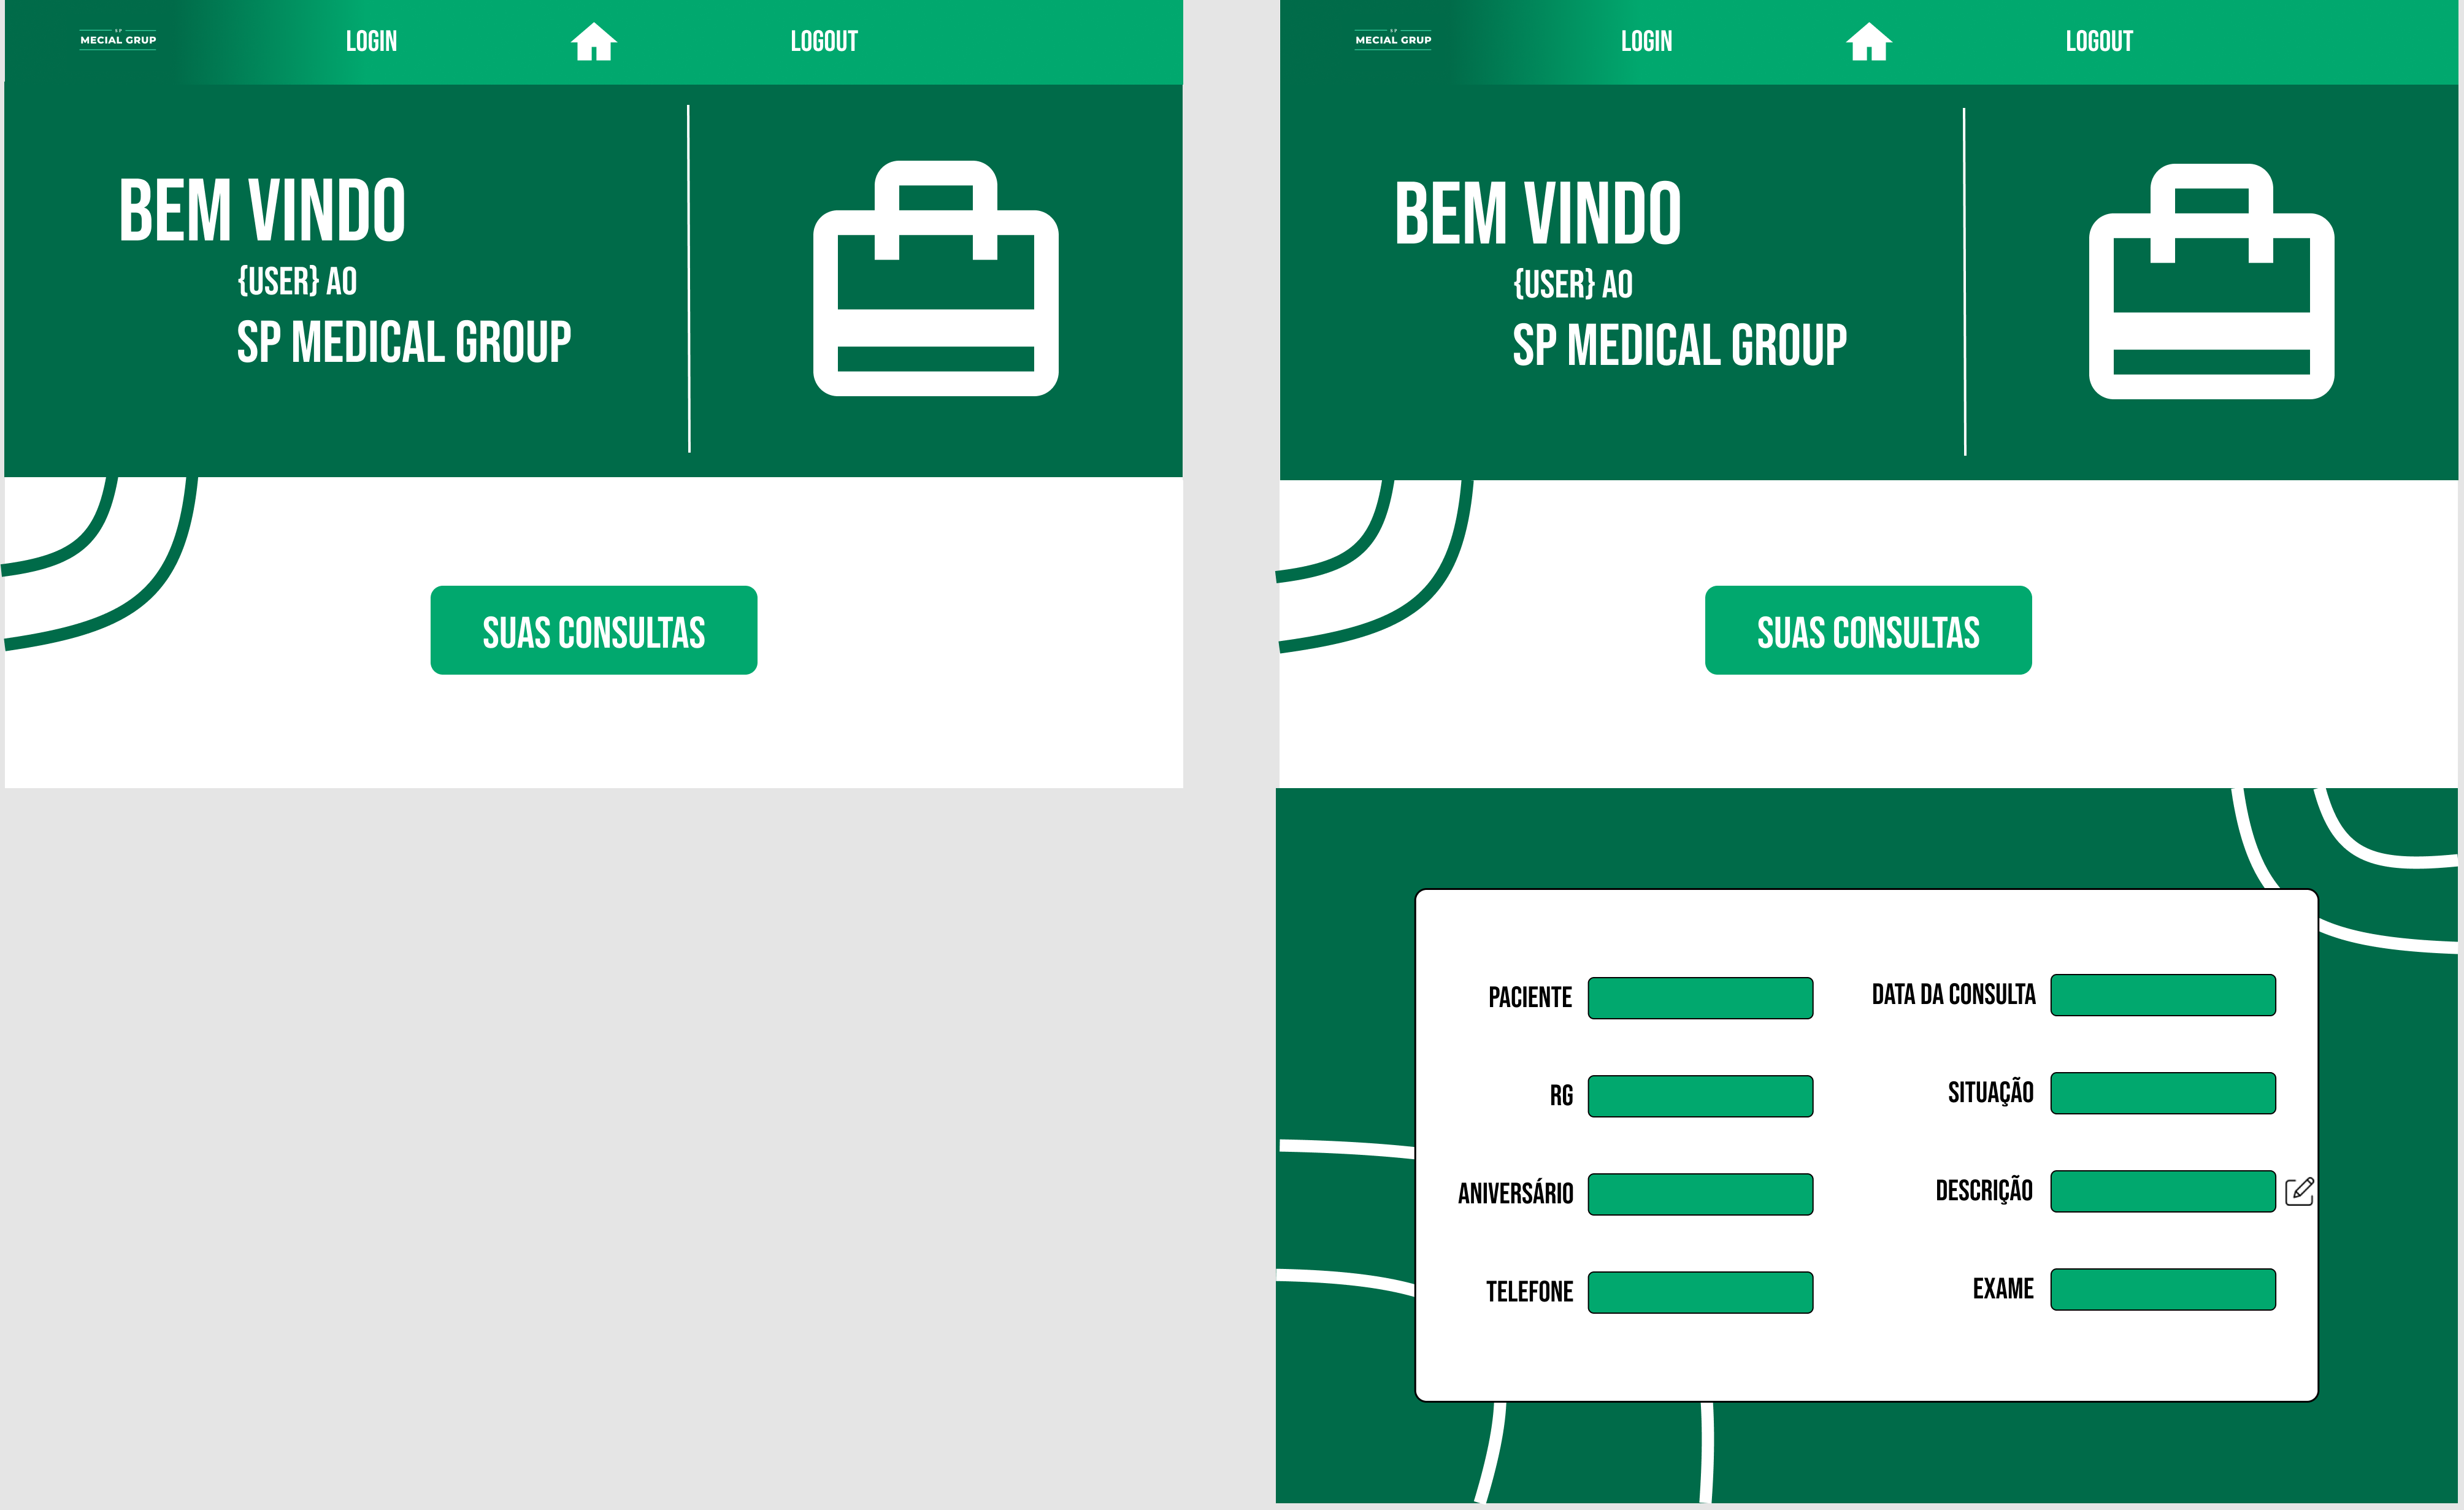 SP
MECIAL GRUP
LOGIN
LOGOUT
BEM VINDO
{USER} AO
SP MEDICAL GROUP
SUAS CONSULTAS
SP
MECIAL GRUP
LOGIN
LOGOUT
BEM VINDO
{USER} AO
SP MEDICAL GROUP
SUAS CONSULTAS
PACIENTE
DATA DA CONSULTA
RG
SITUAÇÃO
ANIVERSÁRIO
DESCRIÇÃO
TELEFONE
EXAME